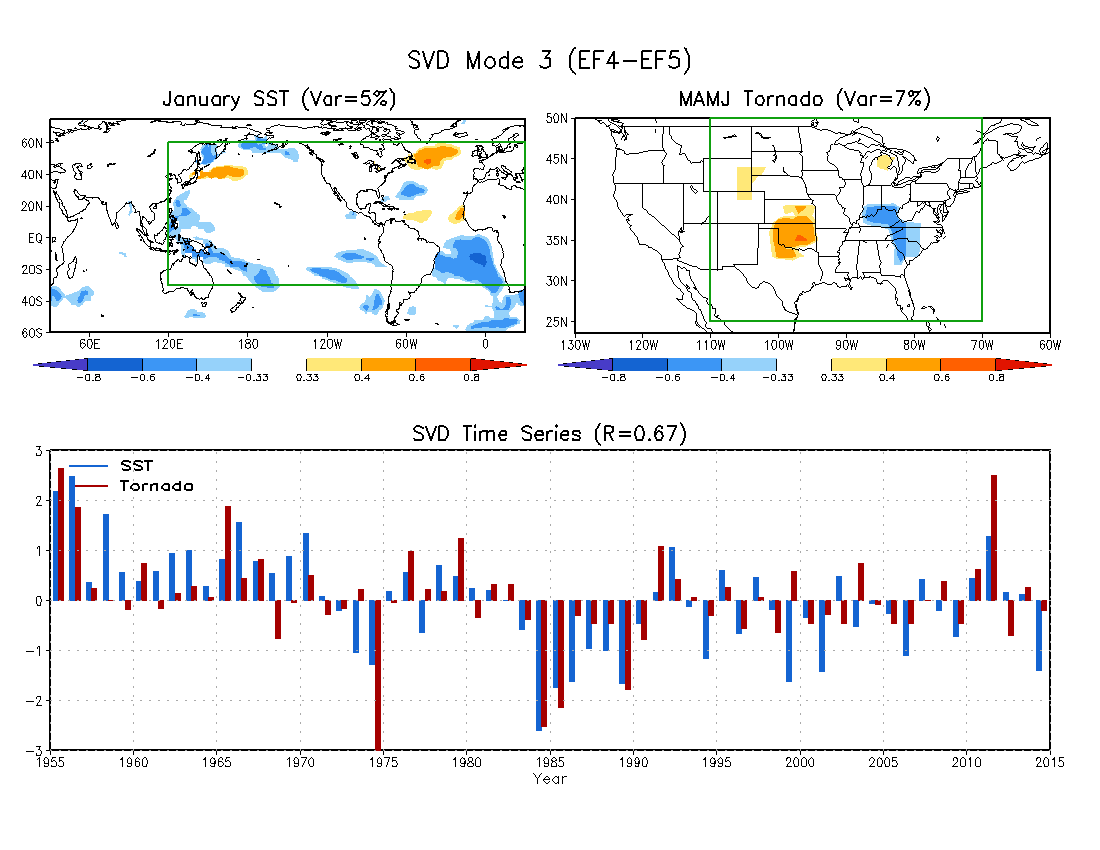 SVD Mode 3 (EF4-EF5)
January SST (Var=5%)
MAMJ Tornado (Var=7%)
60N
40N
20N
EQ
20S
40S
60S
60E 120E 180 120W 60W 0
-0.8 -0.6 -0.4 -0.33 0.33 0.4 0.6 0.8
50N
45N
40N
35N
30N
25N
130W 120W 110W 100W 90W 80W 70W 60W
-0.8 -0.6 -0.4 -0.33 0.33 0.4 0.6 0.8
SVD Time Series (R=0.67)
SST
Tornado
3
2
1
0
-1
-2
-3
1955 1960 1965 1970 1975 1980 1985 1990 1995 2000 2005 2010 2015
Year